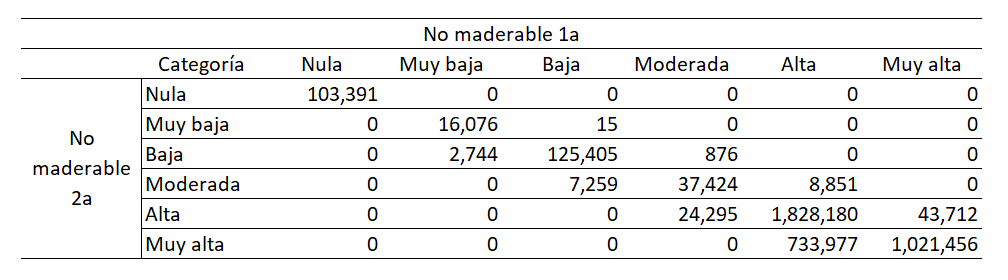 No maderable 1a
Categoría Nula Muy baja Baja Moderada Alta Muy alta
No maderable 2a
Nula 103,391 0 0 0 0 0
Muy baja 0 16,076 15 0 0 0
Baja 0 2,744 125,405 876 0 0
Moderada 0 0 7,259 37,424 8,851 0
Alta 0 0 0 24,295 1,828,180 43,712
Muy alta 0 0 0 0 733,977 1,021,456